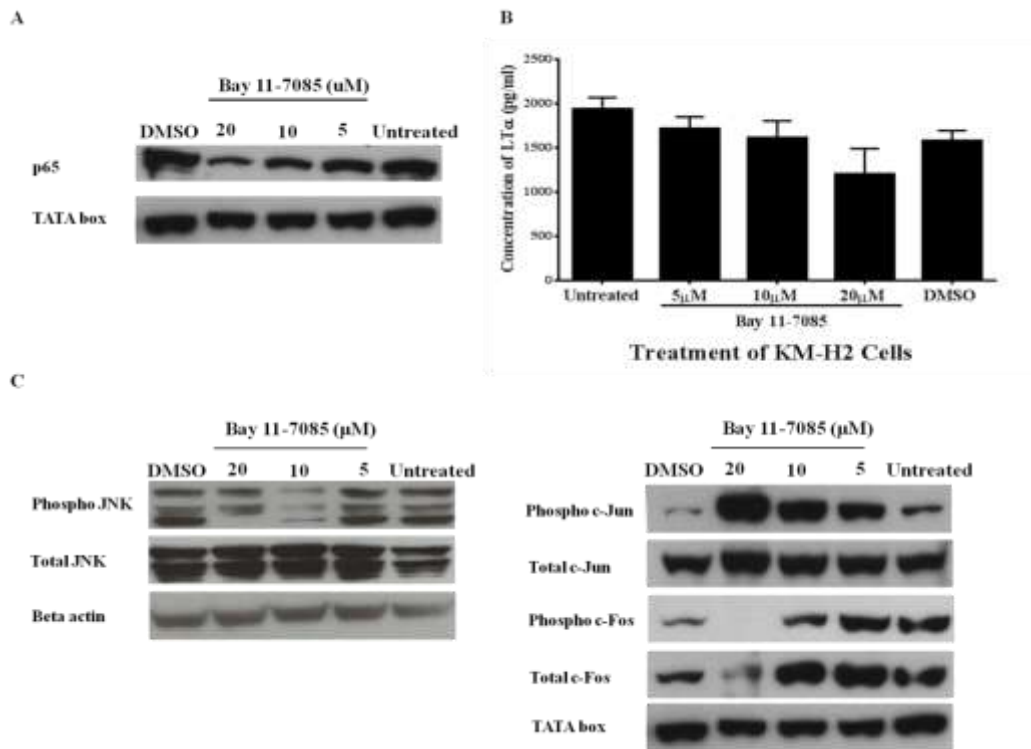 A
Bay 11-7085 (uM)
DMSO 20 10 5 Untreated
p65
TATA box
B
Concentration of LTα (pg/ml)
2500
2000
1500
1000
500
0
Untreated 5µM 10µM 20µM DMSO
Bay 11-7085
Treatment of KM-H2 Cells
C
Bay 11-7085 (µM)
DMSO 20 10 5 Untreated
Phospho JNK
Total JNK
Beta actin
Bay 11-7085 (µM)
DMSO 20 10 5 Untreated
Phospho c-Jun
Total c-Jun
Phospho c-Fos
Total c-Fos
TATA box